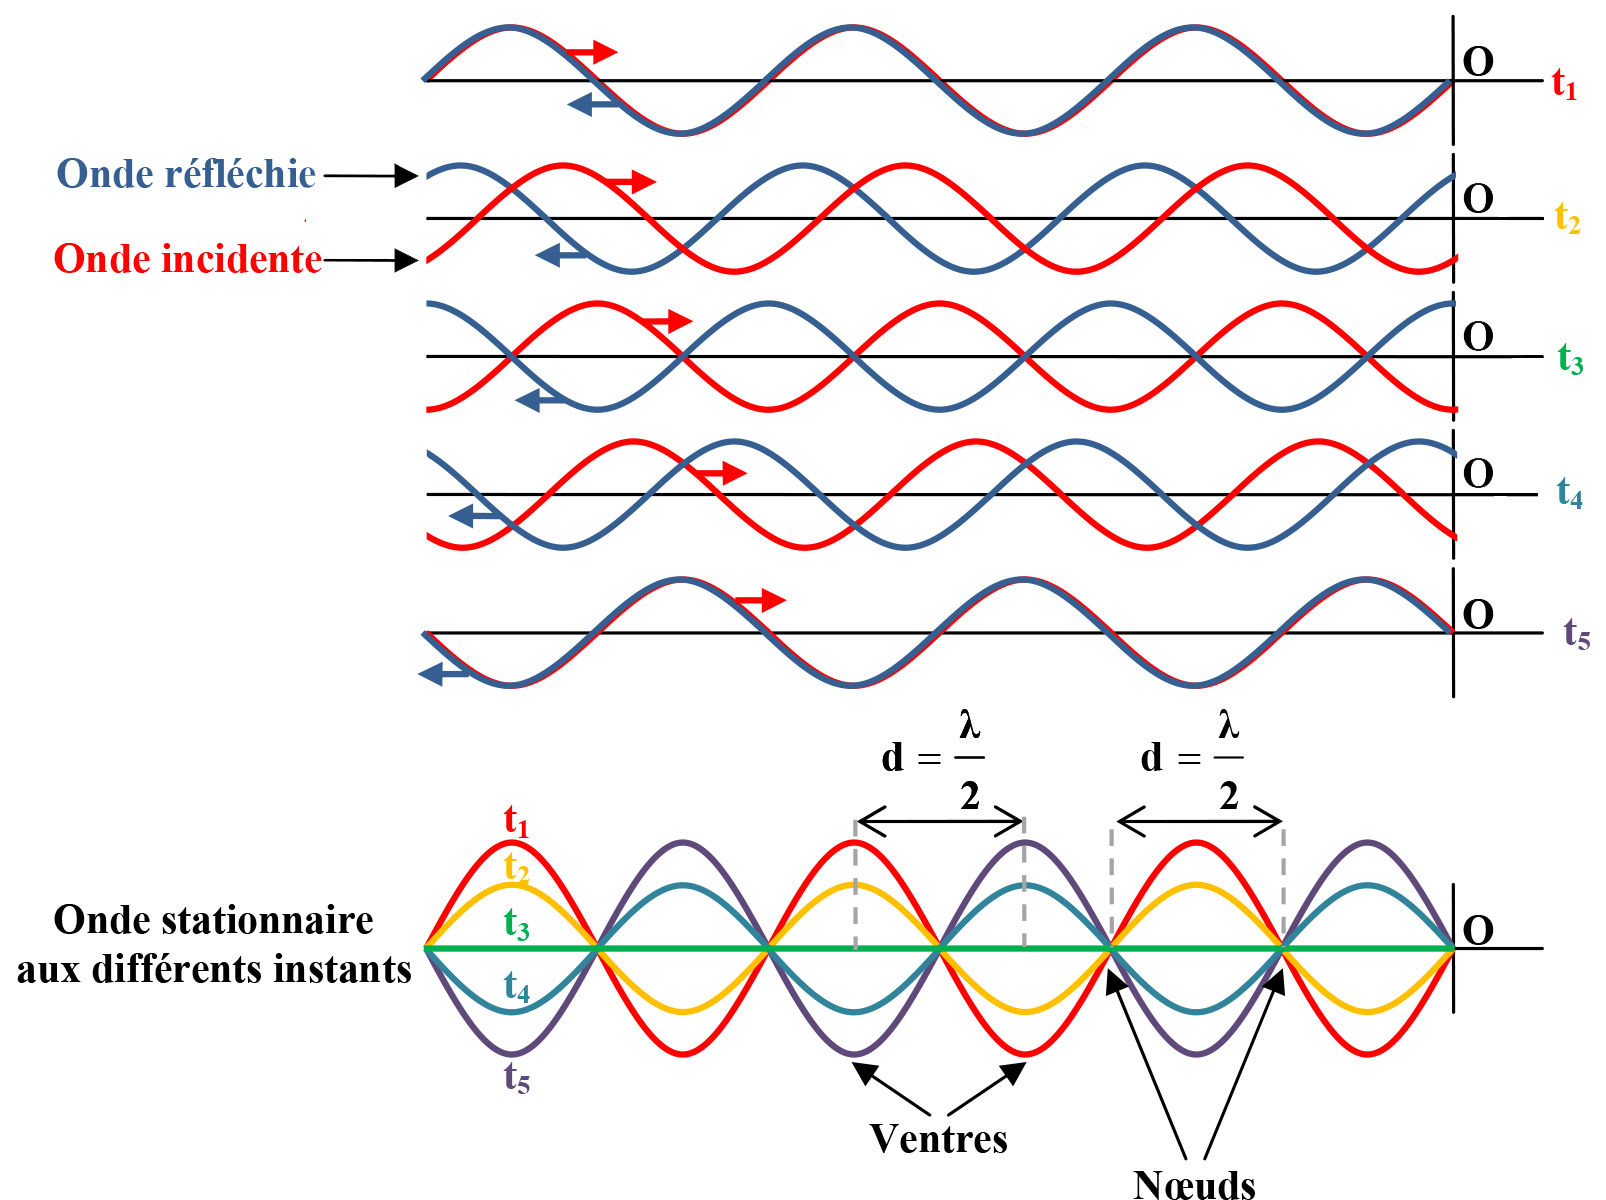 O
t₁
Onde réfléchie
O
t₂
Onde incidente
O
t₃
O
t₄
O
t₅
d = λ/2
d = λ/2
t₁
t₂
t₃
t₄
t₅
Onde stationnaire
aux différents instants
O
Ventres
Nœuds